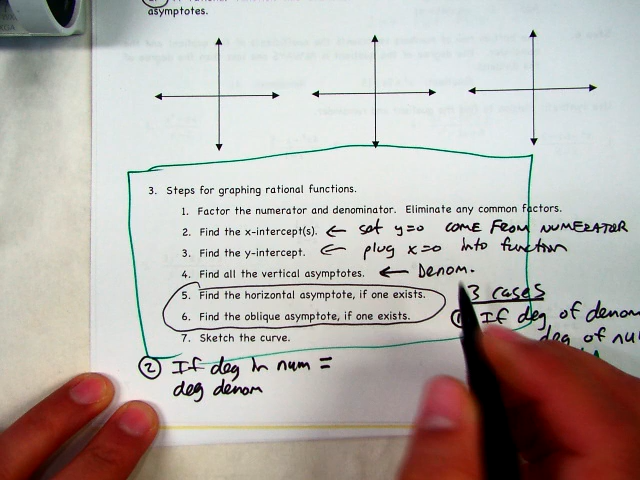 asymptotes.
3. Steps for graphing rational functions.
1. Factor the numerator and denominator. Eliminate any common factors.
2. Find the x-intercept(s). ← set y=0 COME FROM NUMERATOR
3. Find the y-intercept. ← plug x=0 into function
4. Find all the vertical asymptotes. ← Denom.
3 cases
5. Find the horizontal asymptote, if one exists.
① If deg of denom
6. Find the oblique asymptote, if one exists.
deg of nu
7. Sketch the curve.
② If deg in num =
deg denom